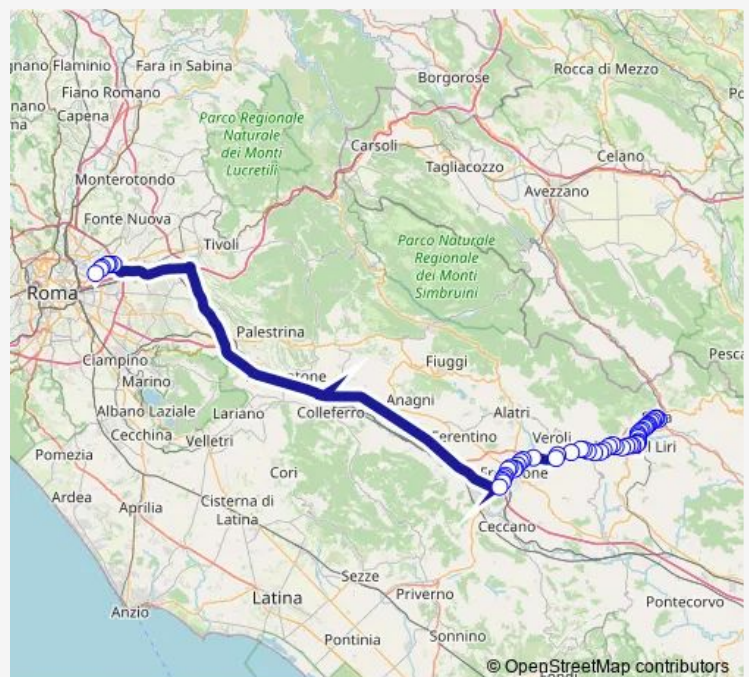 Flaminio
Fara in Sabina
Fiano Romano
Capena
Borgorose
Rocca di Mezzo
Parco Regionale
Naturale
dei Monti
Lucretili
Carsoli
Celano
Tagliacozzo
Monterotondo
Avezzano
Fonte Nuova
Tivoli
Parco Naturale
Regionale
dei Monti
Simbruini
Roma
Palestrina
Ciampino
Marino
Fiuggi
Albano Laziale
Lariano
Colleferro
Anagni
Alatri
Cecchina
Velletri
Veroli
Pomezia
Cori
Ardea
Aprilia
Cisterna di
Latina
Ceccano
Sezze
Anzio
Latina
Priverno
Pontecorvo
Pontinia
Sonnino
© OpenStreetMap contributors